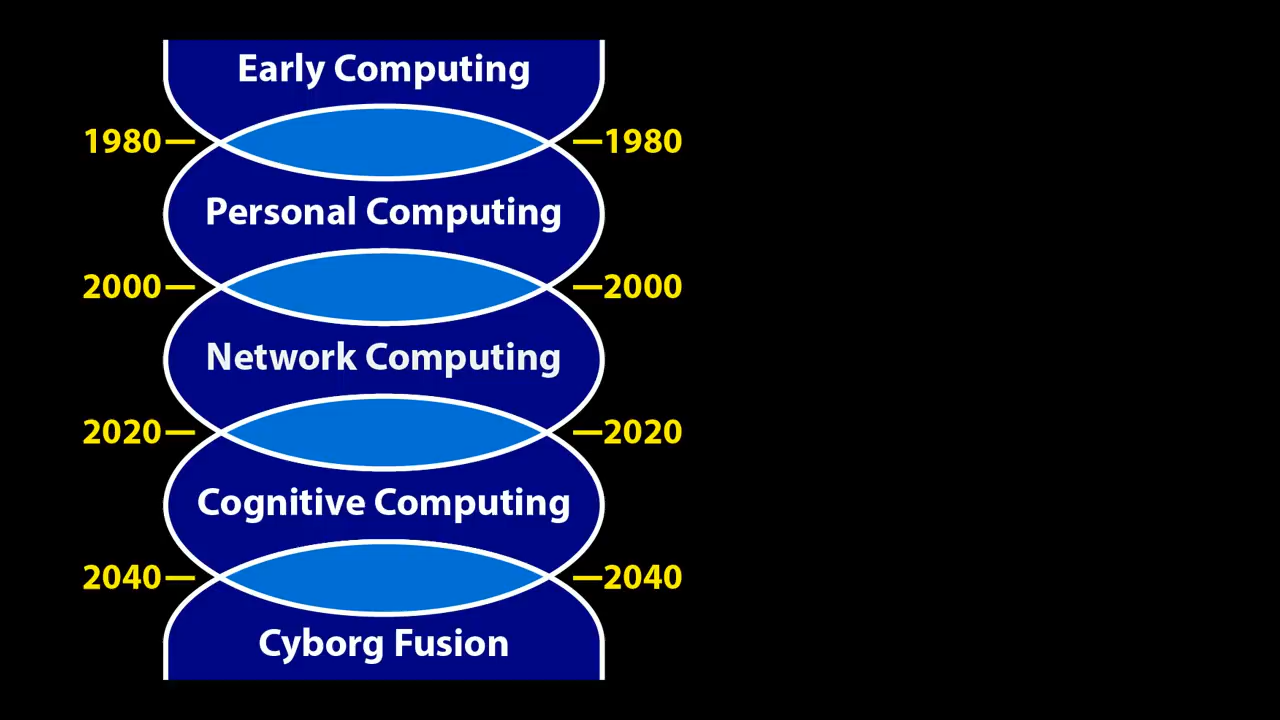 Early Computing
1980 1980
Personal Computing
2000 2000
Network Computing
2020 2020
Cognitive Computing
2040 2040
Cyborg Fusion